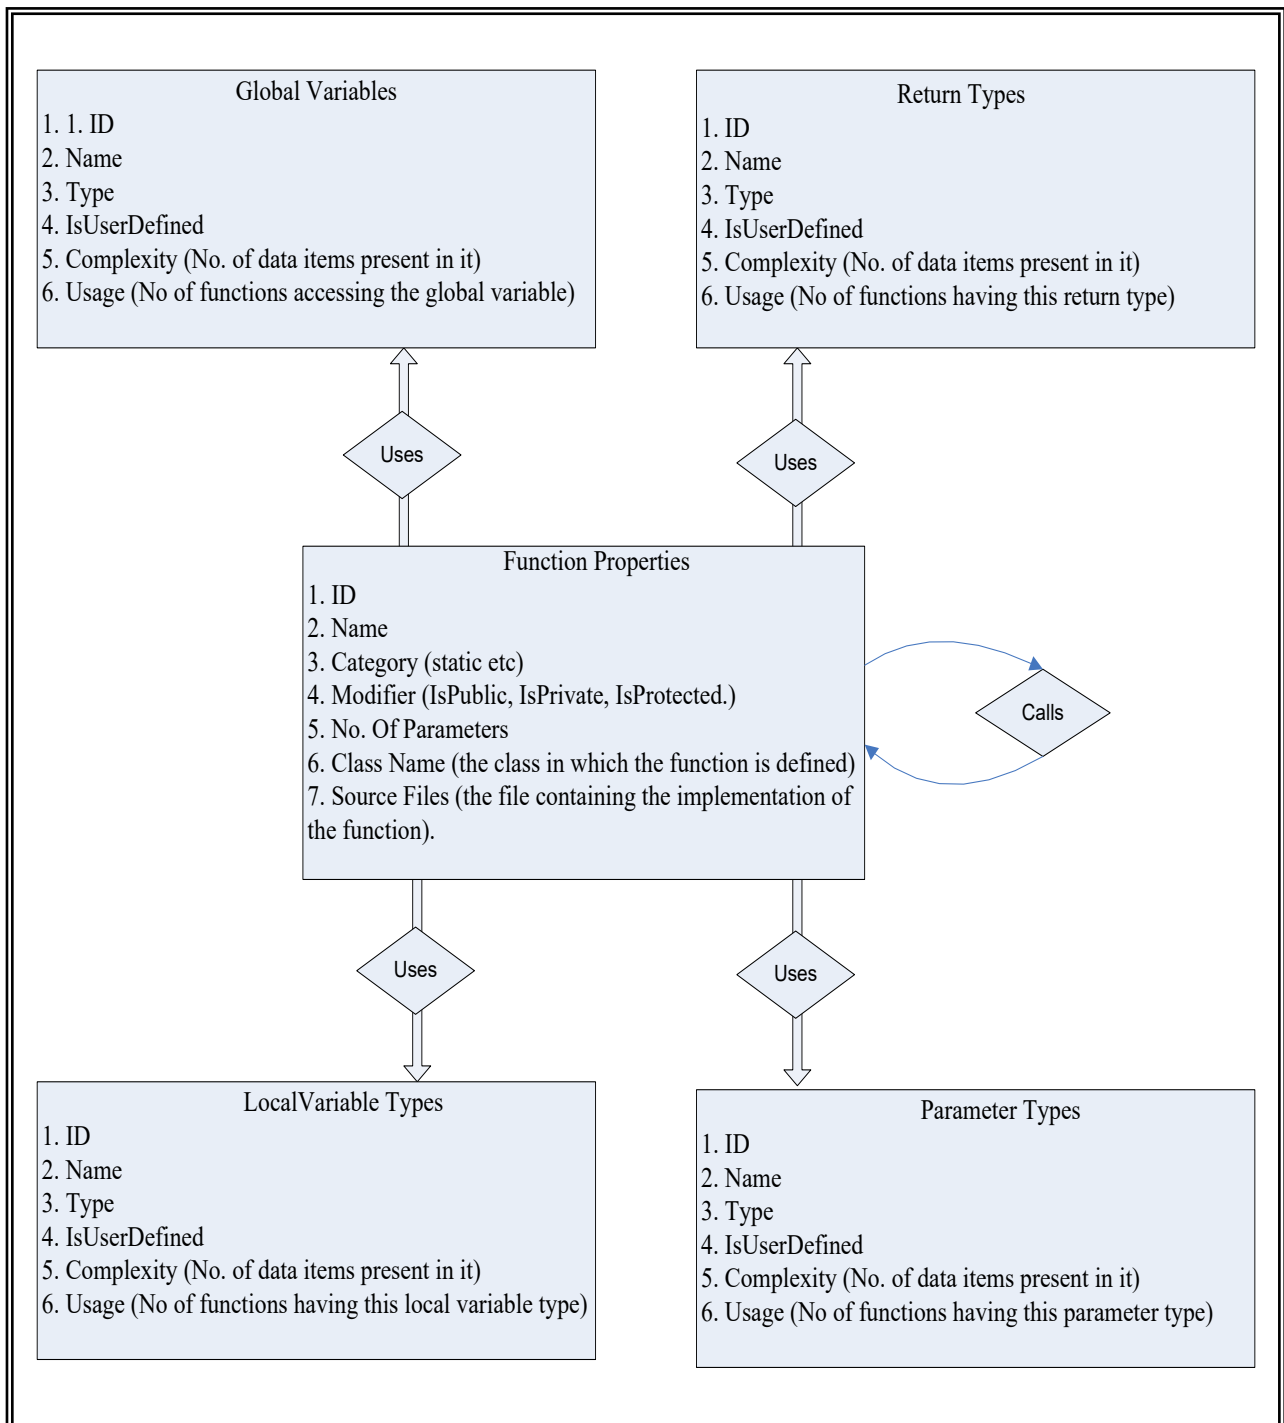 Global Variables
1. 1. ID
2. Name
3. Type
4. IsUserDefined
5. Complexity (No. of data items present in it)
6. Usage (No of functions accessing the global variable)
Return Types
1. ID
2. Name
3. Type
4. IsUserDefined
5. Complexity (No. of data items present in it)
6. Usage (No of functions having this return type)
Uses
Uses
Function Properties
1. ID
2. Name
3. Category (static etc)
4. Modifier (IsPublic, IsPrivate, IsProtected.)
5. No. Of Parameters
6. Class Name (the class in which the function is defined)
7. Source Files (the file containing the implementation of
the function).
Calls
Uses
Uses
LocalVariable Types
1. ID
2. Name
3. Type
4. IsUserDefined
5. Complexity (No. of data items present in it)
6. Usage (No of functions having this local variable type)
Parameter Types
1. ID
2. Name
3. Type
4. IsUserDefined
5. Complexity (No. of data items present in it)
6. Usage (No of functions having this parameter type)